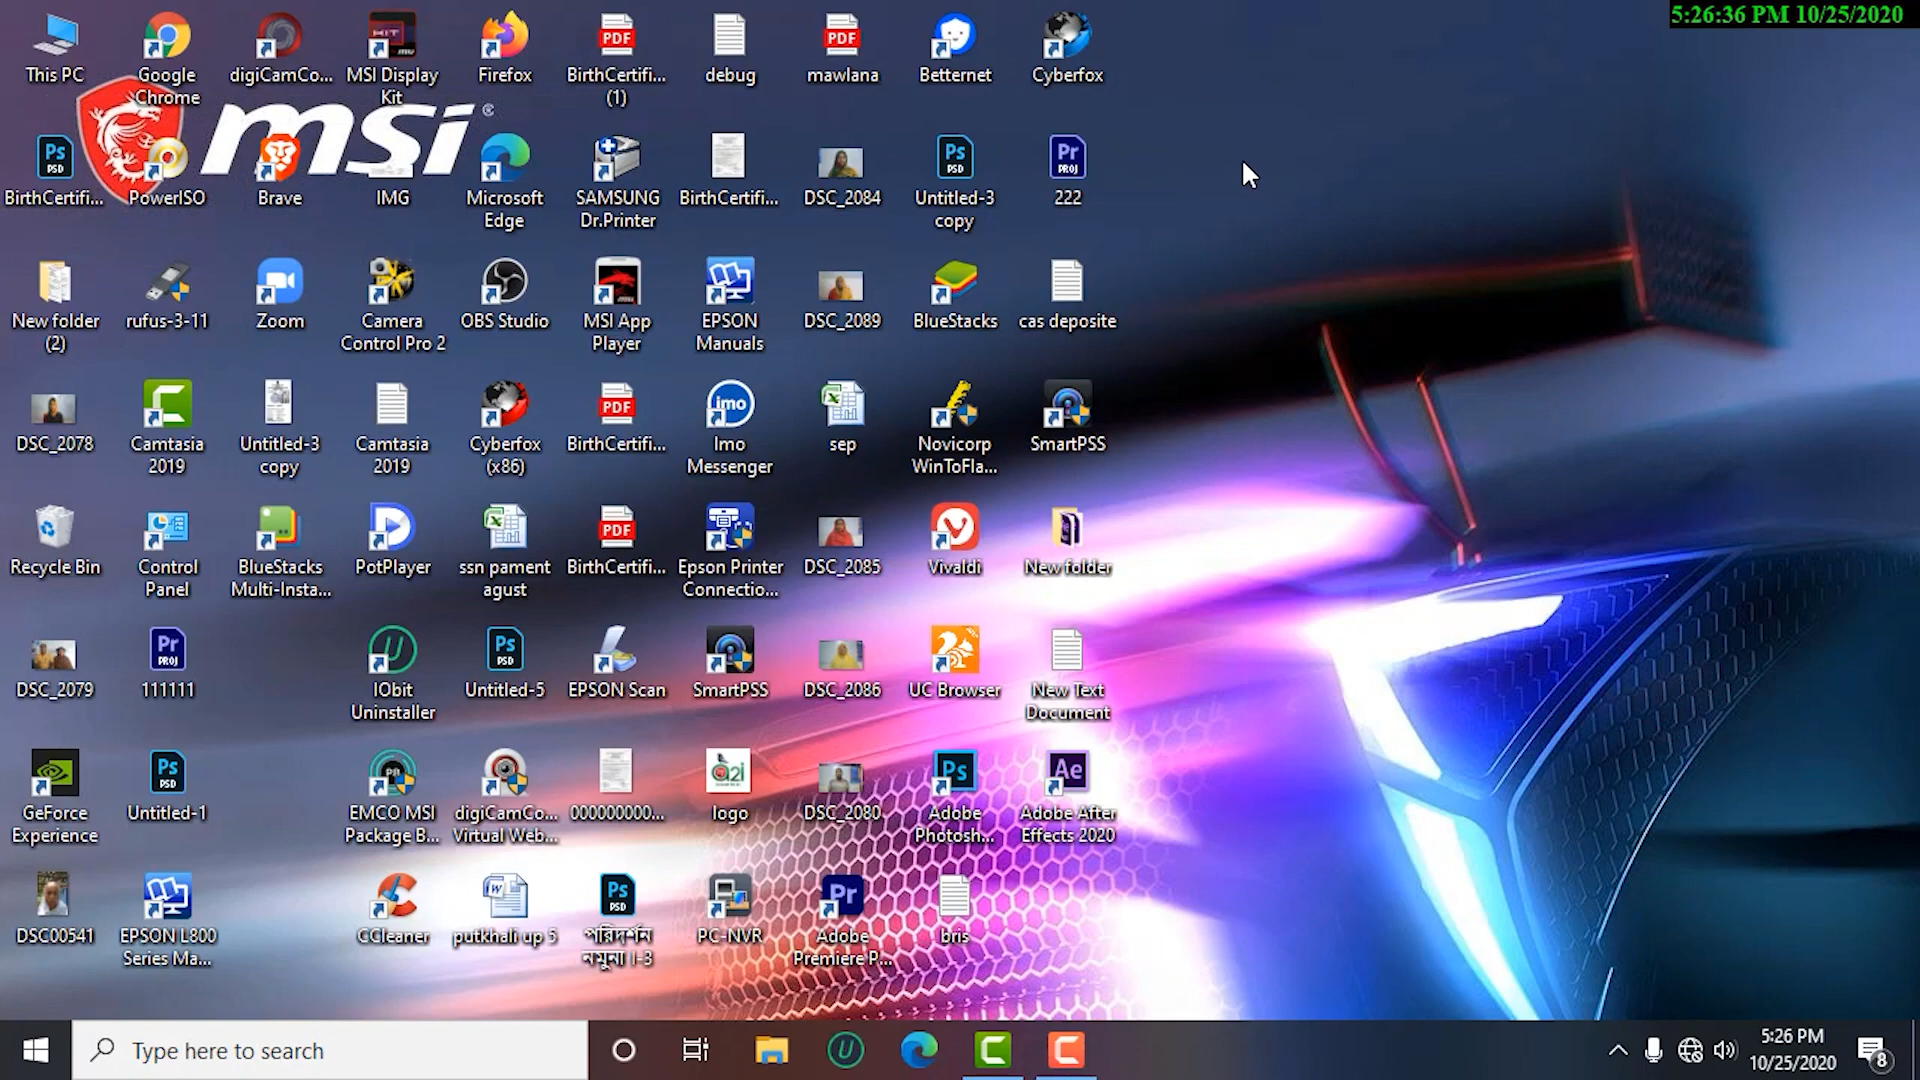 5:26:36 PM 10/25/2020
This PC
Google
Chrome
digiCamCo...
MSI Display
Kit
Firefox
BirthCertifi...
(1)
debug
mawlana
Betternet
Cyberfox
msi
BirthCertifi...
PowerISO
Brave
IMG
Microsoft
Edge
SAMSUNG
Dr.Printer
BirthCertifi...
DSC_2084
Untitled-3
copy
222
New folder
(2)
rufus-3-11
Zoom
Camera
Control Pro 2
OBS Studio
MSI App
Player
EPSON
Manuals
DSC_2089
BlueStacks
cas deposite
DSC_2078
Camtasia
2019
Untitled-3
copy
Camtasia
2019
Cyberfox
(x86)
BirthCertifi...
Imo
Messenger
sep
Novicorp
WinToFla...
SmartPSS
Recycle Bin
Control
Panel
BlueStacks
Multi-Insta...
PotPlayer
ssn pament
agust
BirthCertifi...
Epson Printer
Connectio...
DSC_2085
Vivaldi
New folder
DSC_2079
111111
IObit
Uninstaller
Untitled-5
EPSON Scan
SmartPSS
DSC_2086
UC Browser
New Text
Document
GeForce
Experience
Untitled-1
EMCO MSI
Package B...
digiCamCo...
Virtual Web...
000000000...
logo
DSC_2080
Adobe
Photosh...
Adobe After
Effects 2020
DSC00541
EPSON L800
Series Ma...
CCleaner
putkhali up 5
পরিদর্শন
নমুনা ।-3
PC-NVR
Adobe
Premiere P...
bris
Type here to search
5:26 PM
10/25/2020
8